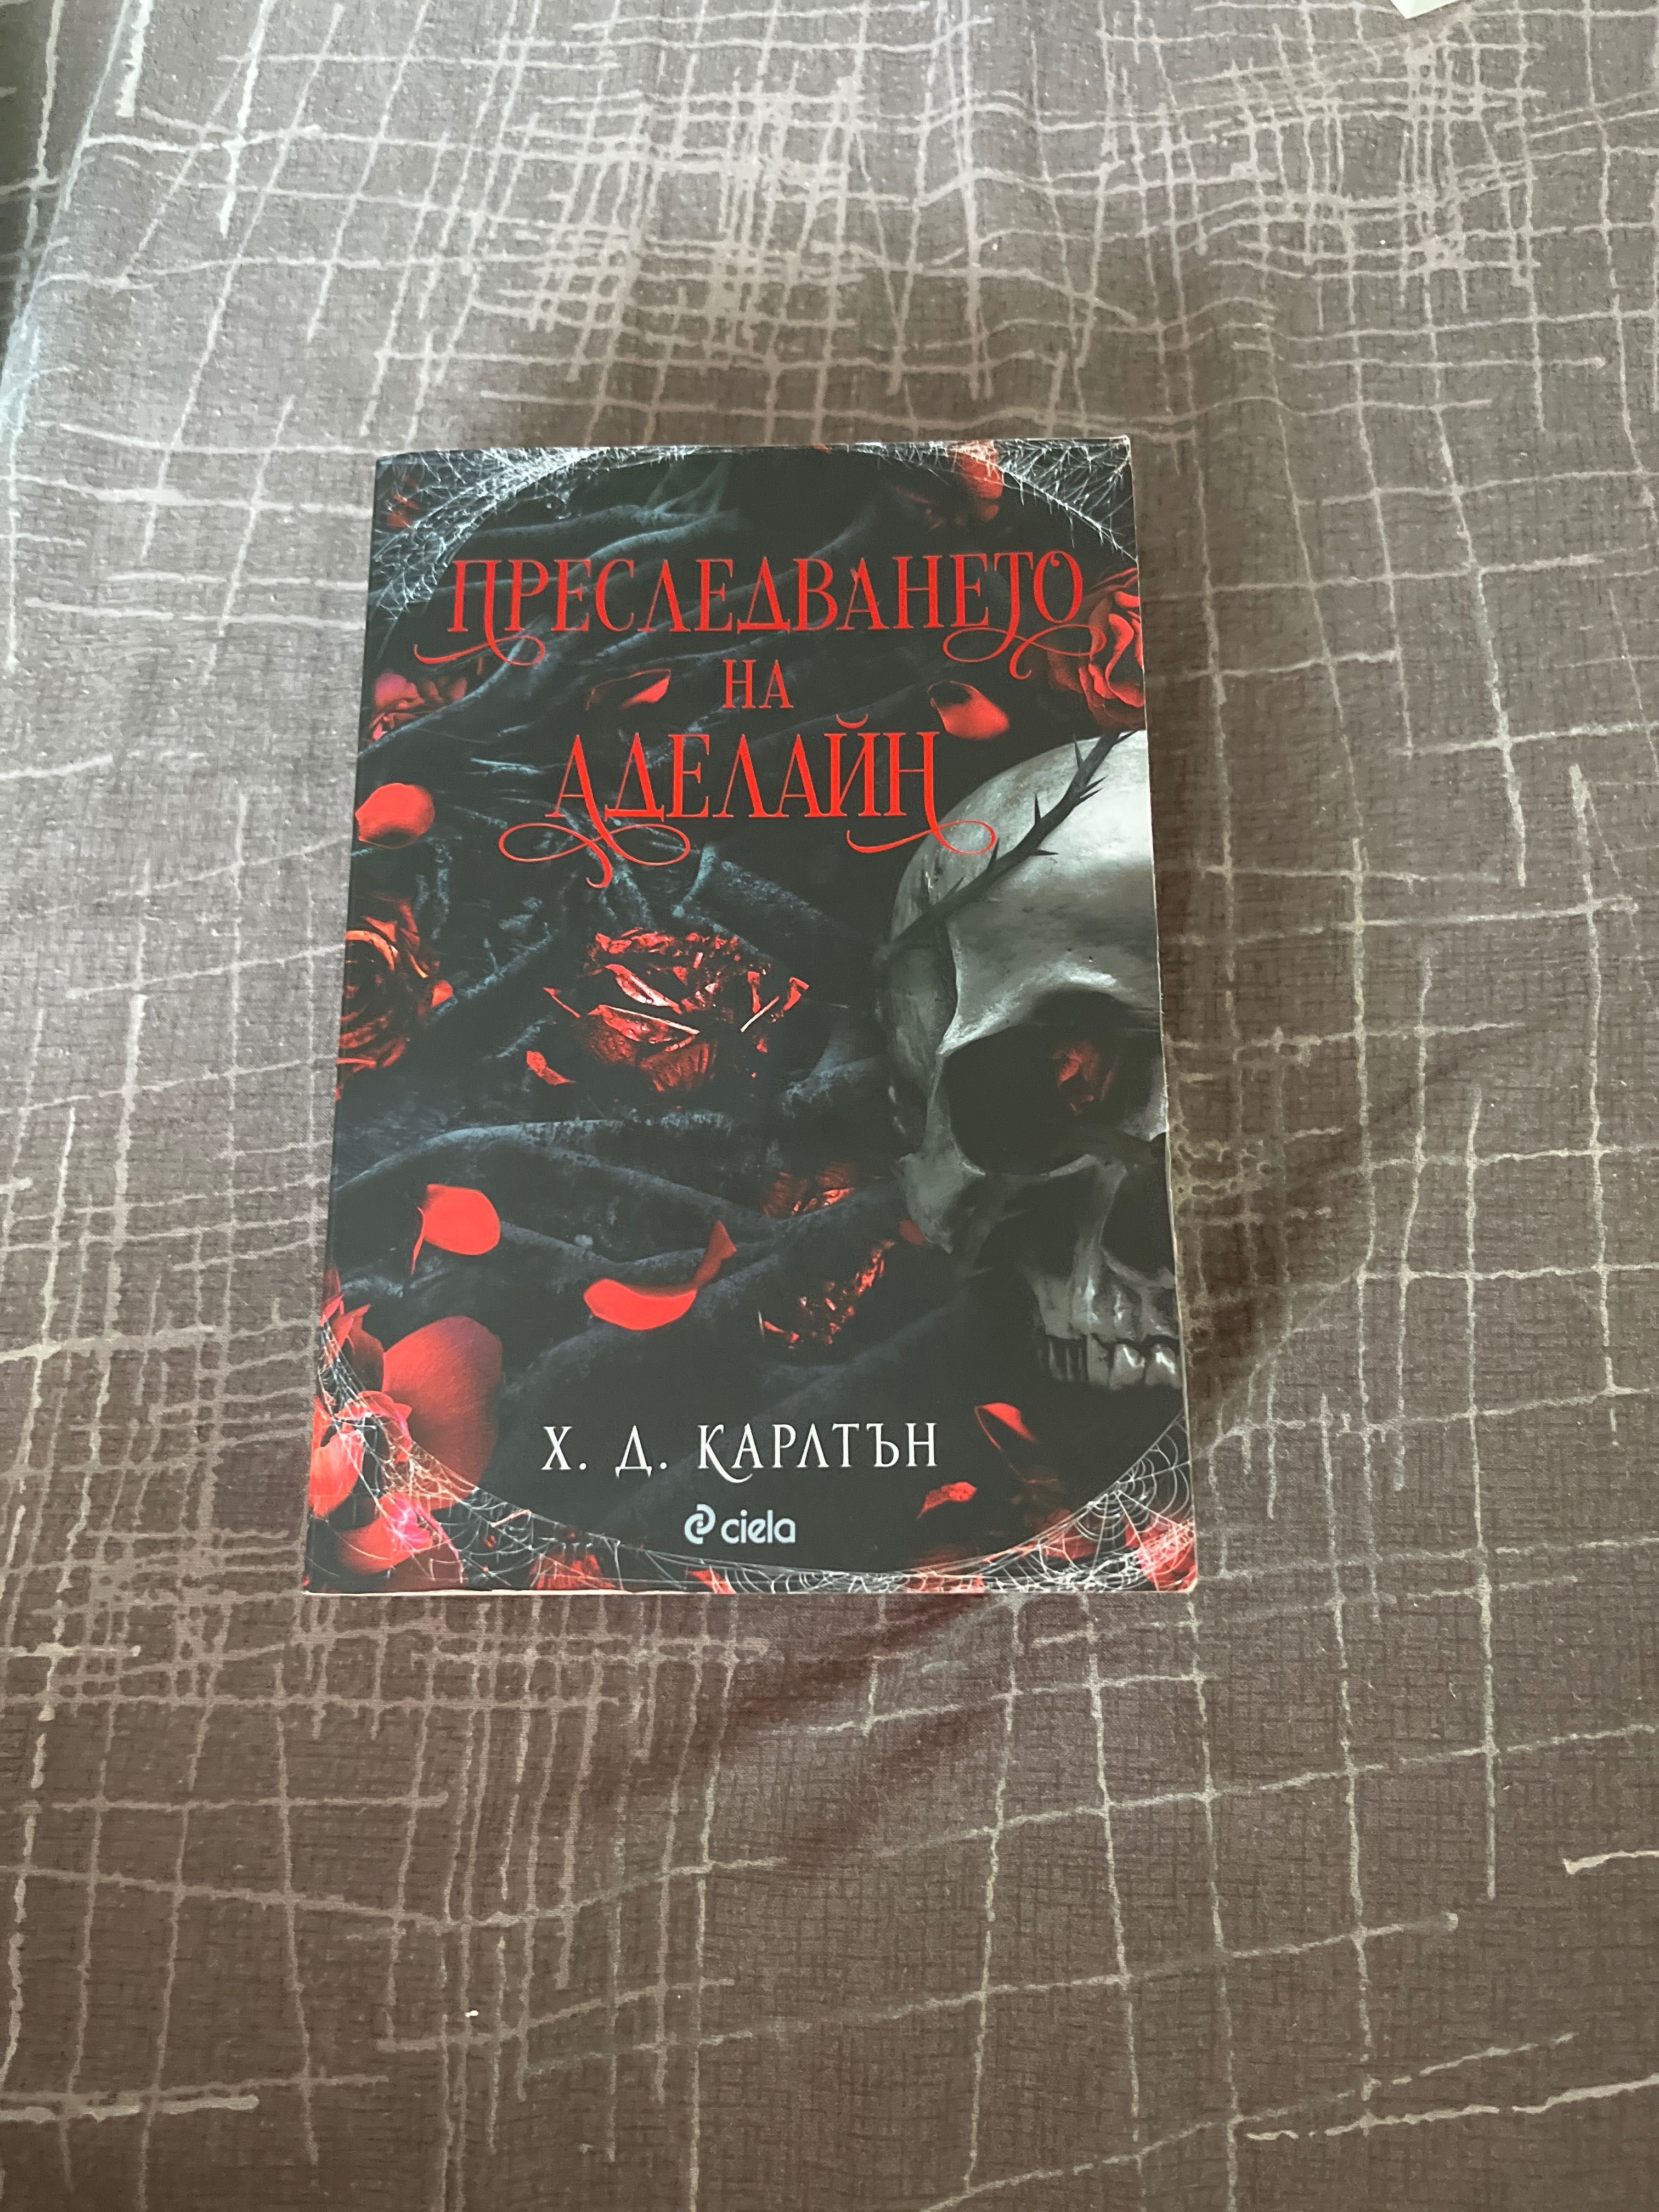 ПРЕСЛЕДВАНЕТО
НА
АДЕЛАЙН
Х. Д. КАРЛТЪН
ciela